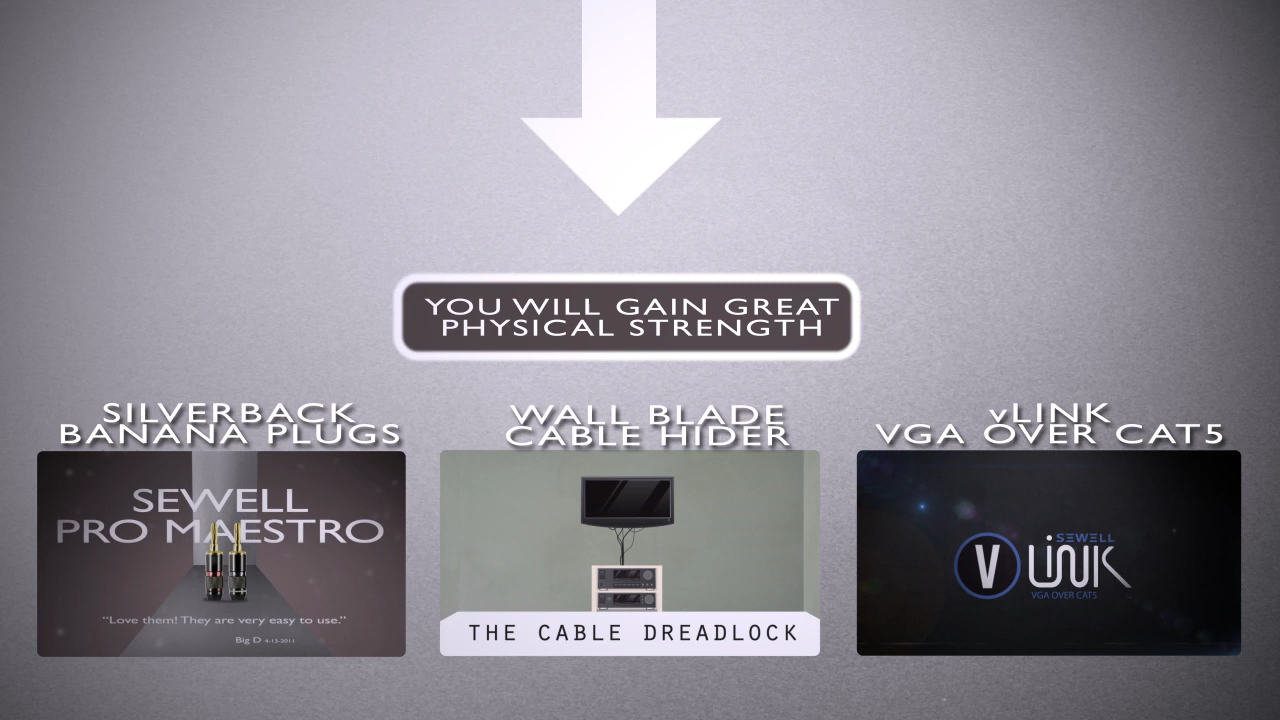 YOU WILL GAIN GREAT
PHYSICAL STRENGTH
SILVERBACK
BANANA PLUGS
WALL BLADE
CABLE HIDER
vLINK
VGA OVER CAT5
SEWELL
PRO MAESTRO
“Love them! They are very easy to use.”
Big D 4-13-2011
THE CABLE DREADLOCK
V
SEWELL
LINK
VGA OVER CAT5